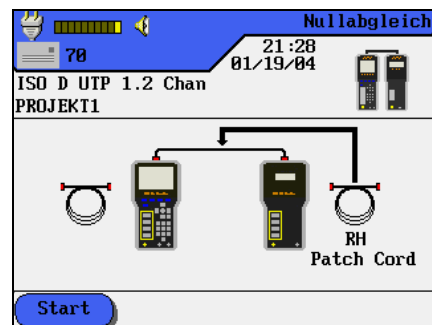 Nullabgleich
70
21:28
01/19/04
ISO D UTP 1.2 Chan
PROJEKT1
RH
Patch Cord
Start